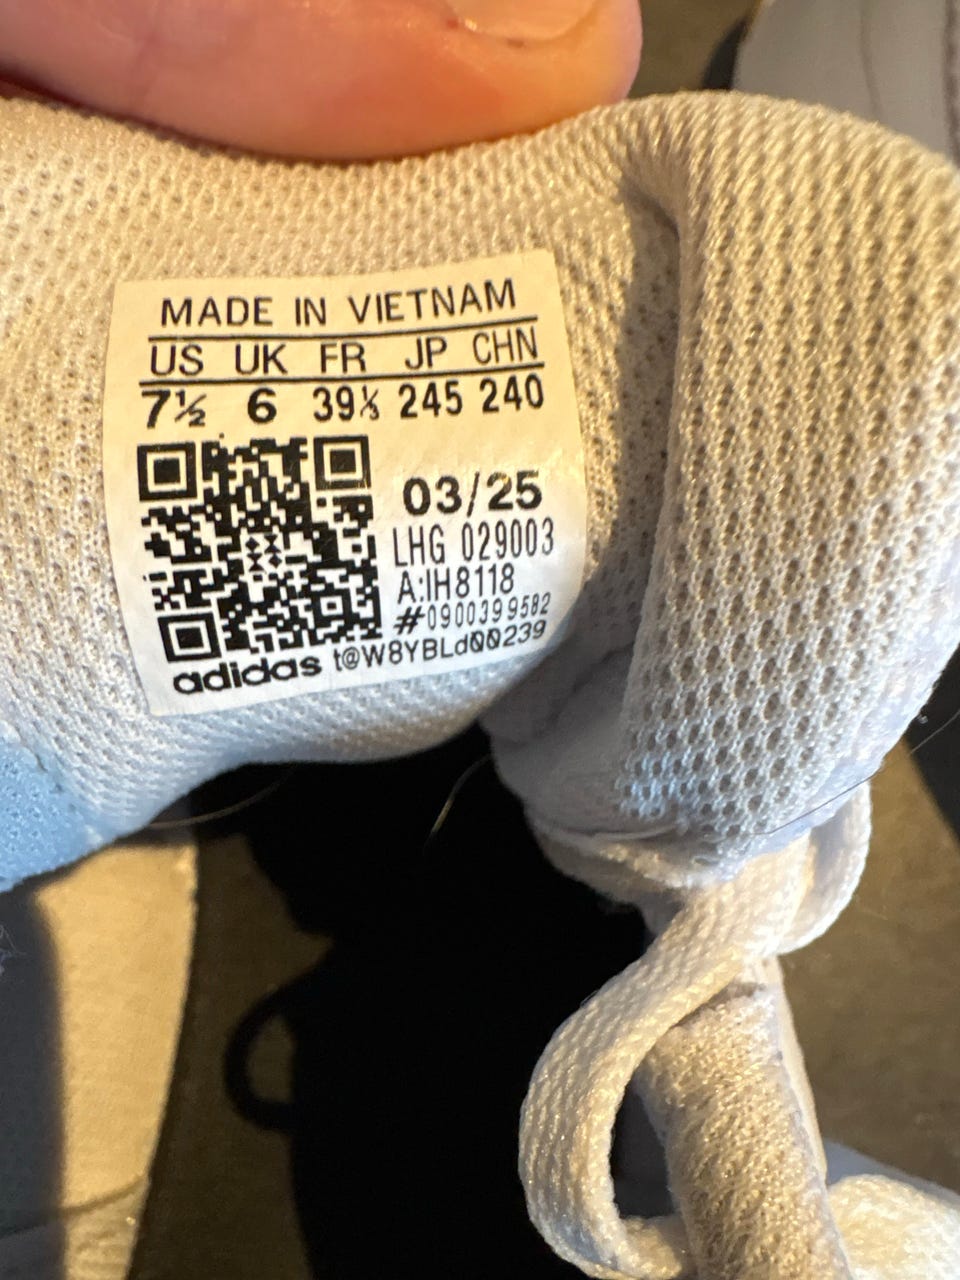 MADE IN VIETNAM
US UK FR JP CHN
7½ 6 39⅓ 245 240
03/25
LHG 029003
A:IH8118
#0900399582
adidas t@W8YBLdQQ239